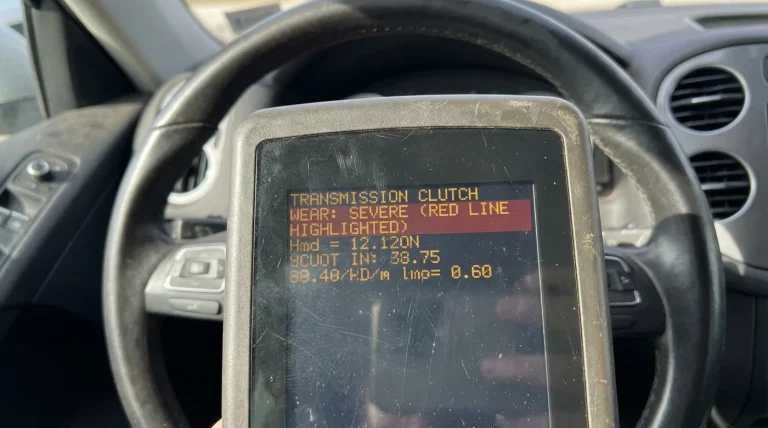 TRANSMISSION CLUTCH
WEAR: SEVERE (RED LINE
HIGHLIGHTED)
Hmd = 12.120N
IN: 38.75
lmp= 0.60